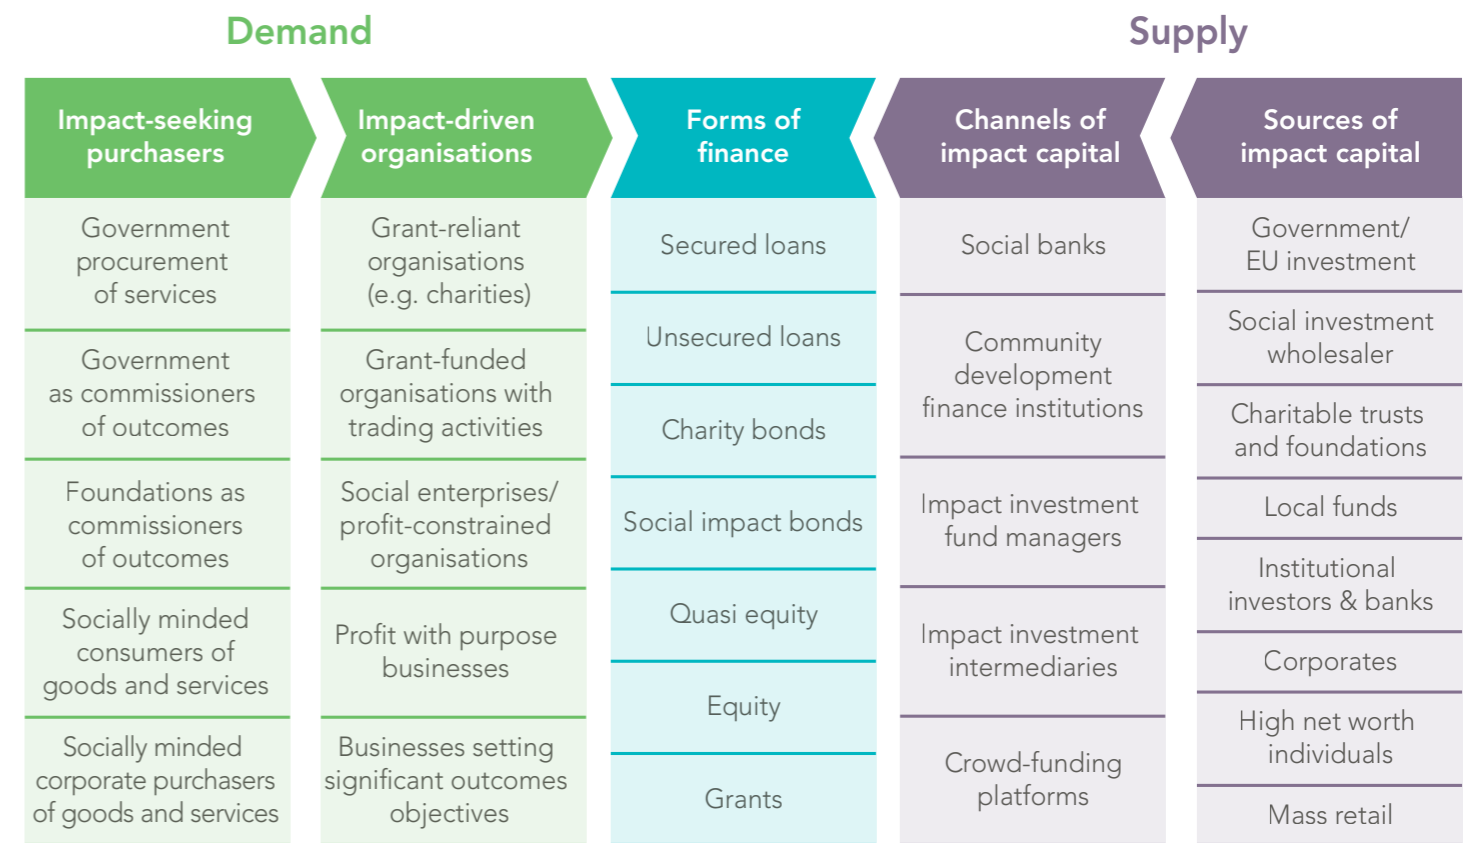 Demand
Supply
Impact-seeking
purchasers
Government
procurement
of services
Government
as commissioners
of outcomes
Foundations as
commissioners
of outcomes
Socially minded
consumers of
goods and services
Socially minded
corporate purchasers
of goods and services
Impact-driven
organisations
Grant-reliant
organisations
(e.g. charities)
Grant-funded
organisations with
trading activities
Social enterprises/
profit-constrained
organisations
Profit with purpose
businesses
Businesses setting
significant outcomes
objectives
Forms of
finance
Secured loans
Unsecured loans
Charity bonds
Social impact bonds
Quasi equity
Equity
Grants
Channels of
impact capital
Social banks
Community
development
finance institutions
Impact investment
fund managers
Impact investment
intermediaries
Crowd-funding
platforms
Sources of
impact capital
Government/
EU investment
Social investment
wholesaler
Charitable trusts
and foundations
Local funds
Institutional
investors & banks
Corporates
High net worth
individuals
Mass retail